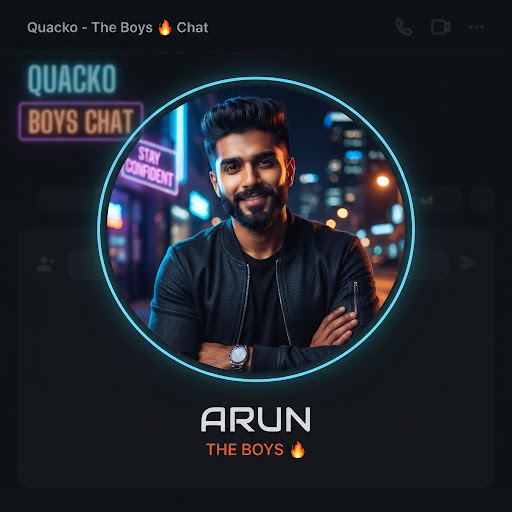 Quacko - The Boys 🔥 Chat
QUACKO
BOYS CHAT
STAY
CONFIDENT
ARUN
THE BOYS 🔥